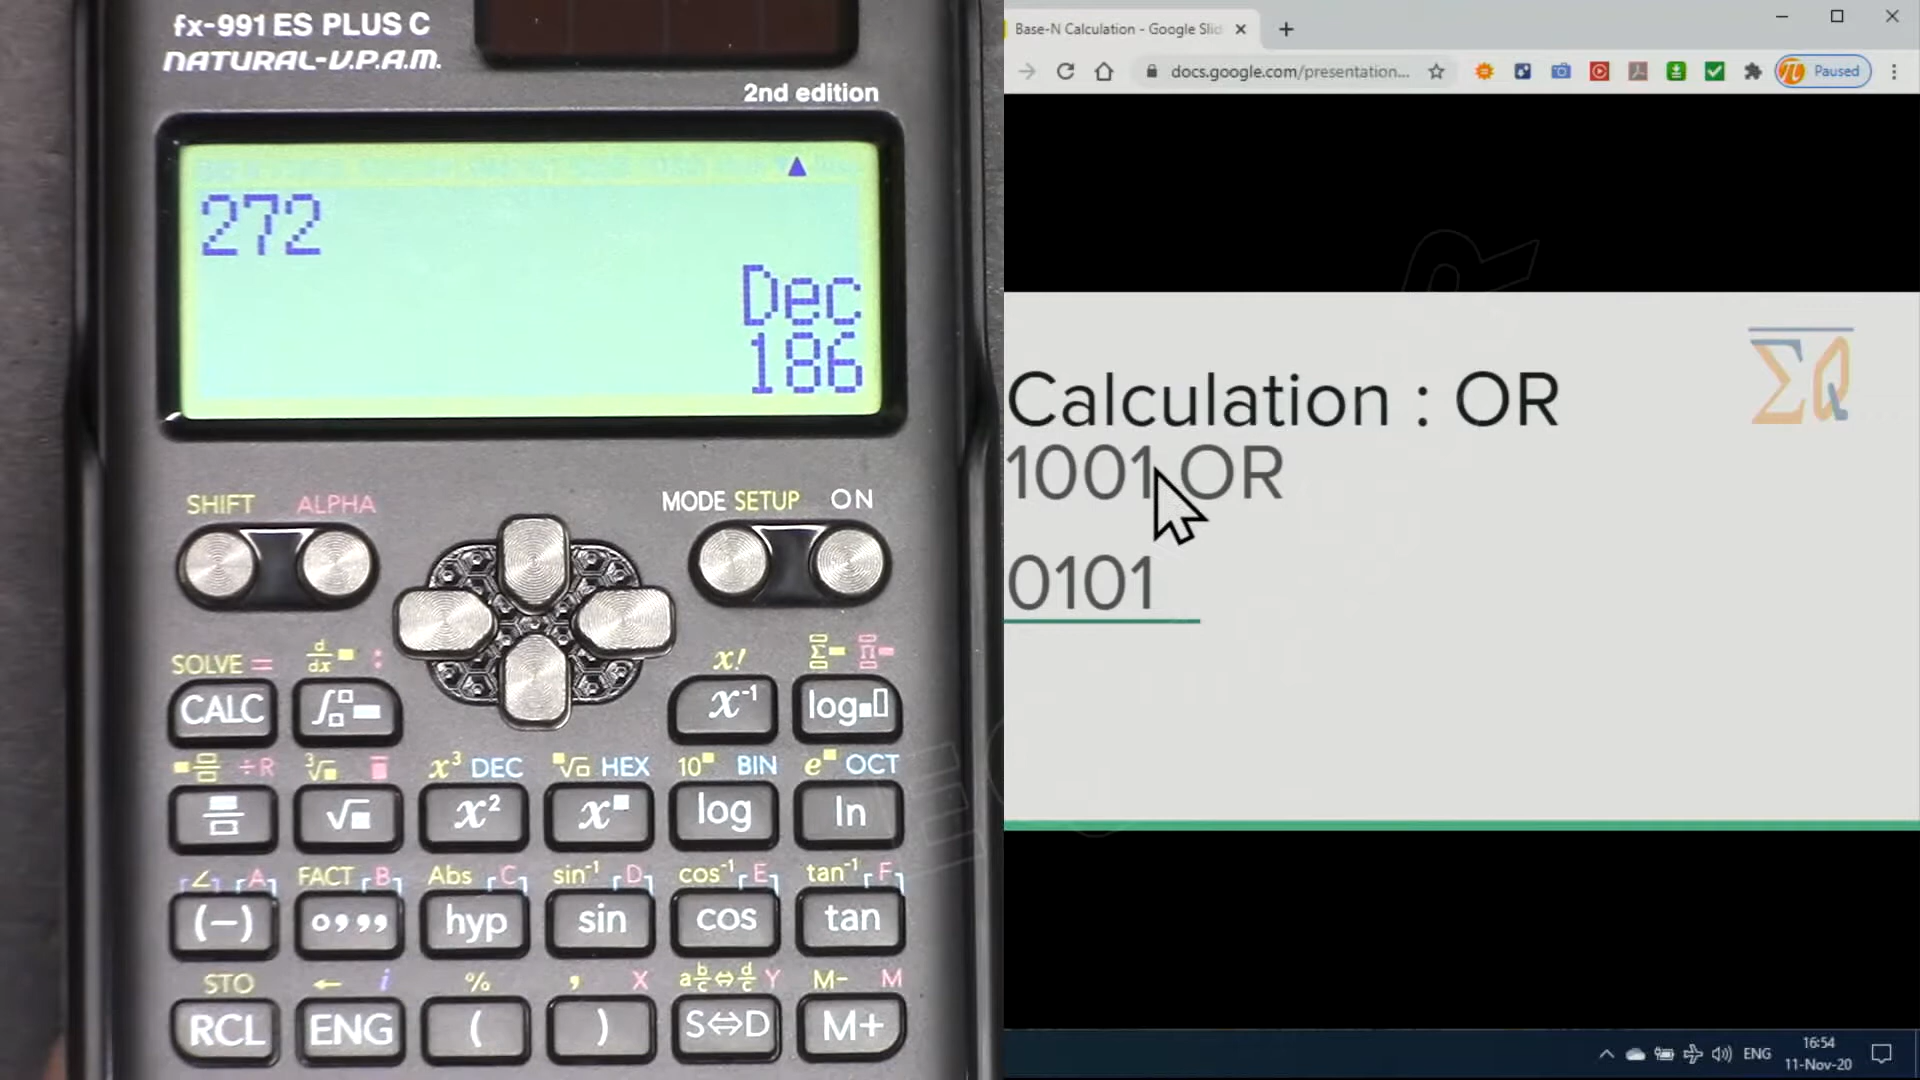 fx-991 ES PLUS C
NATURAL-V.P.A.M.
2nd edition
272
Dec
186
SHIFT ALPHA MODE SETUP ON
SOLVE = d/dx ■ : x! Σ Π
CALC ∫ x⁻¹ log
÷R ³√ x³ DEC √ HEX 10 BIN e OCT
√ x² x log ln
∠ A FACT B Abs C sin⁻¹ D cos⁻¹ E tan⁻¹ F
(−) °,,, hyp sin cos tan
STO ← i % , X a b/c⇔d/c Y M− M
RCL ENG ( ) S⇔D M+
Base-N Calculation - Google Slid
docs.google.com/presentation...
Paused
Calculation : OR
ΣQ
1001 OR
0101
ENG
16:54
11-Nov-20